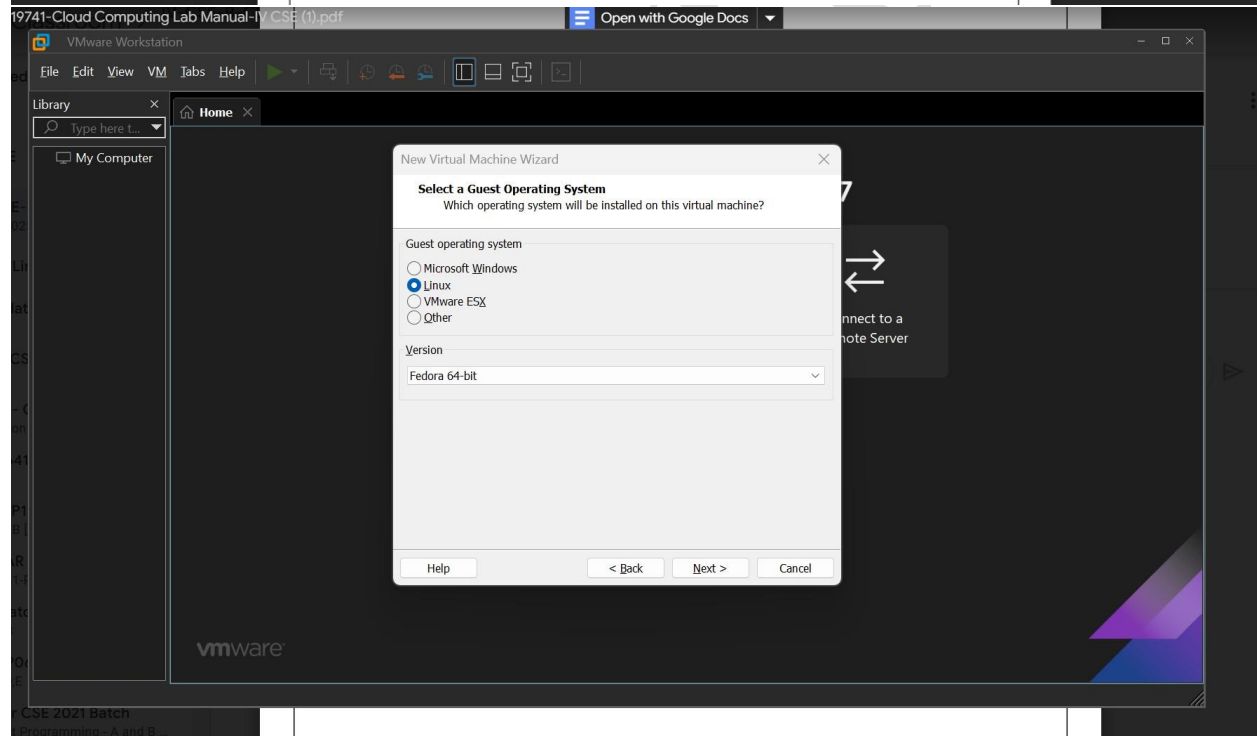 19741-Cloud Computing Lab Manual-IV CSE (1).pdf
Open with Google Docs
VMware Workstation
File Edit View VM Tabs Help
Library
Home
Type here t...
My Computer
New Virtual Machine Wizard
Select a Guest Operating System
Which operating system will be installed on this virtual machine?
7
Guest operating system
Microsoft Windows
Linux
VMware ESX
Other
nnect to a
note Server
Version
Fedora 64-bit
Help < Back Next > Cancel
vmware
CSE 2021 Batch
Programming - A and B